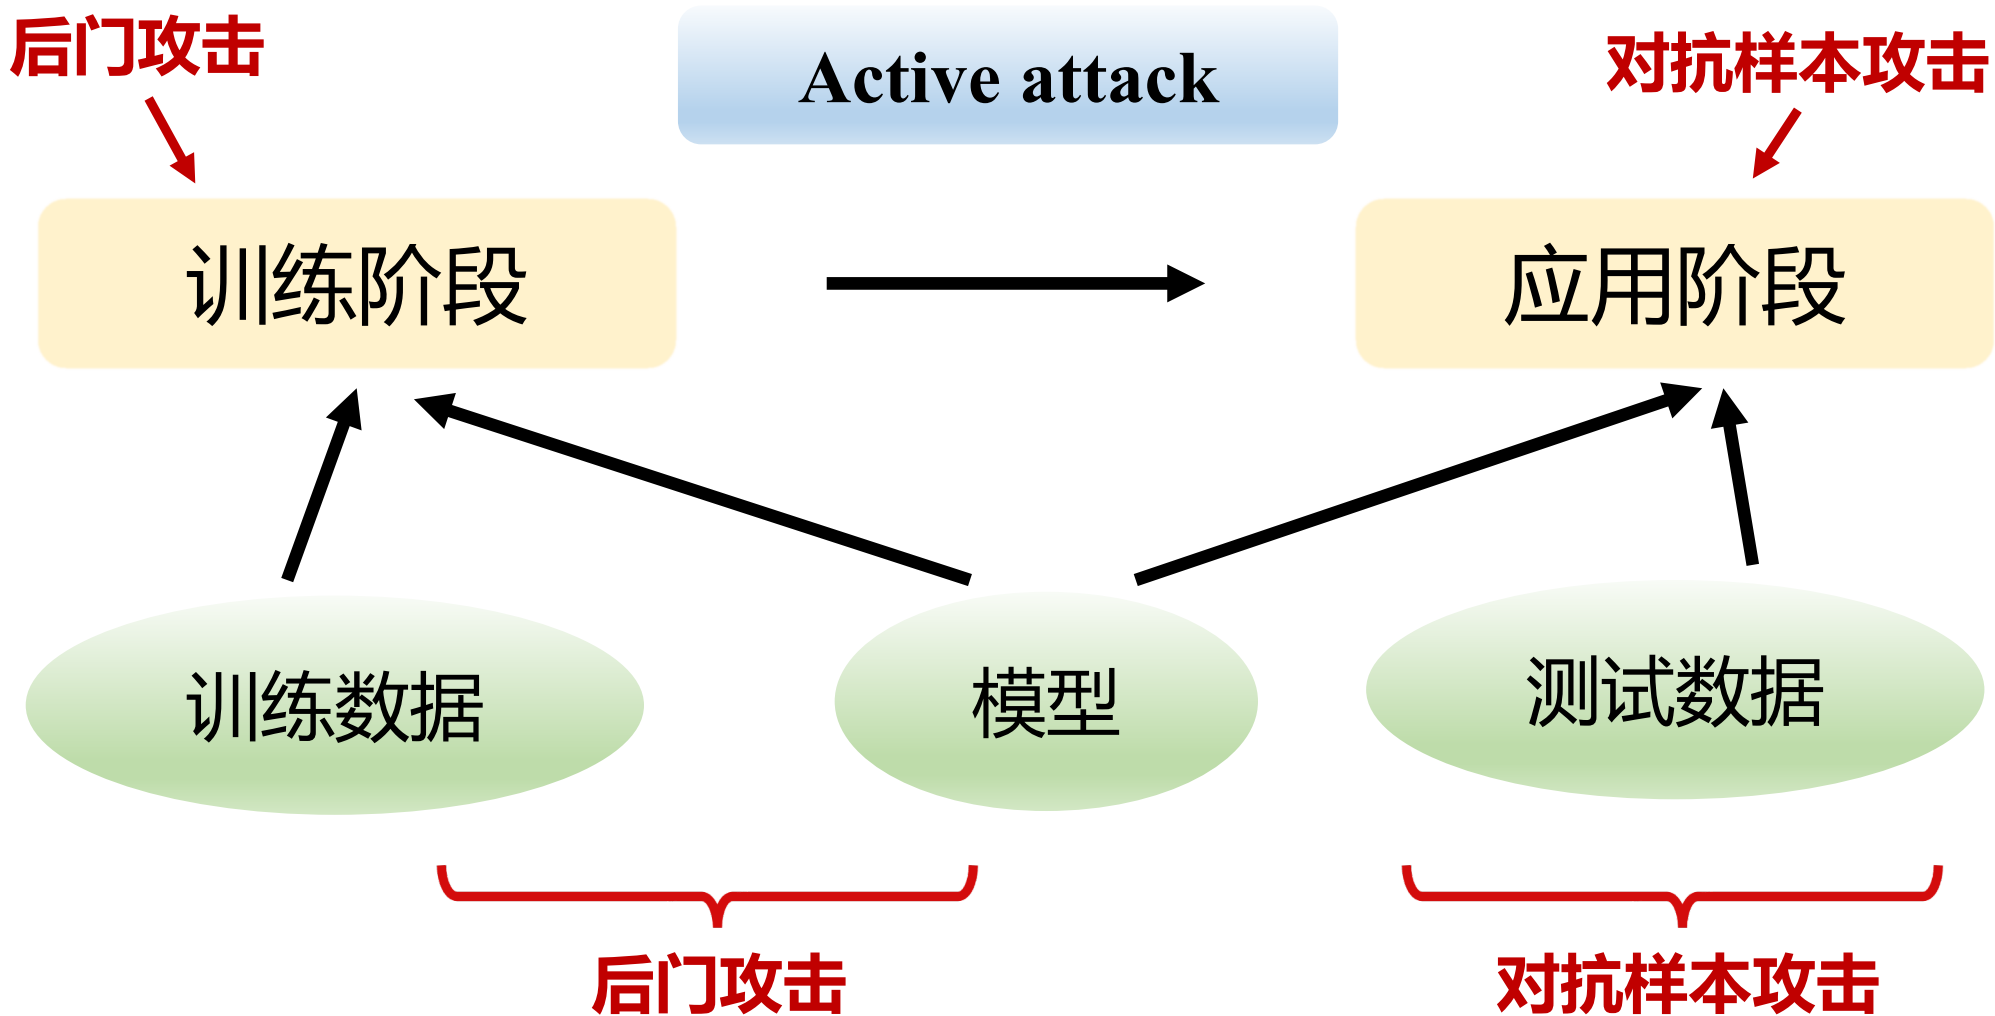 后门攻击
Active attack
对抗样本攻击
训练阶段
应用阶段
训练数据
模型
测试数据
后门攻击
对抗样本攻击